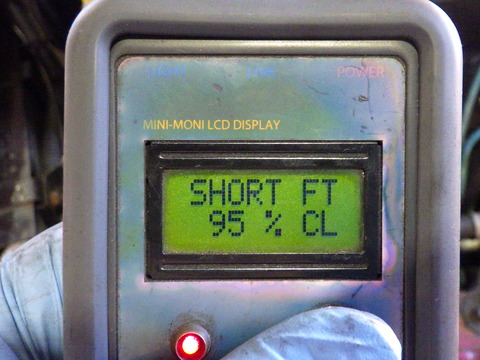 POWER
MINI-MONI LCD DISPLAY
SHORT FT
95 % CL